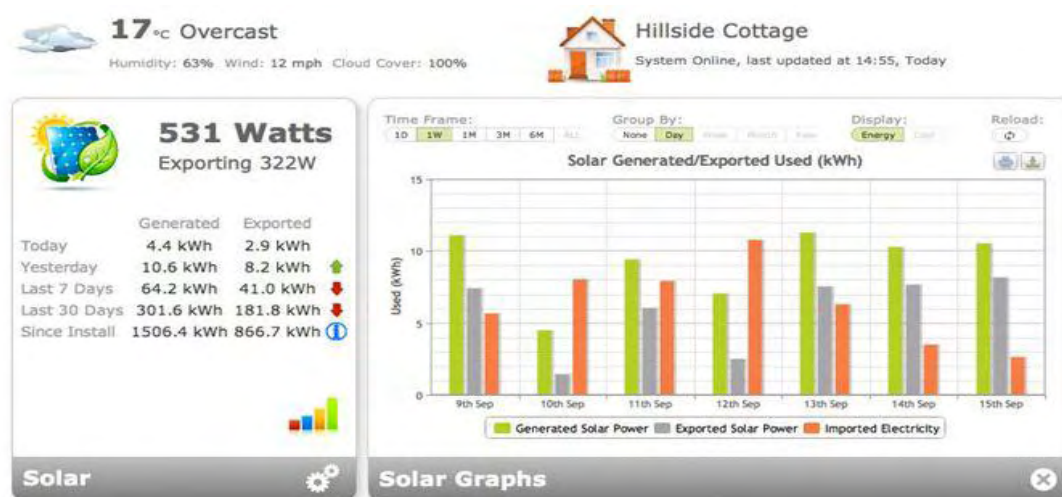 17°C Overcast
Humidity: 63% Wind: 12 mph Cloud Cover: 100%
Hillside Cottage
System Online, last updated at 14:55, Today
531 Watts
Exporting 322W
Generated Exported
Today 4.4 kWh 2.9 kWh
Yesterday 10.6 kWh 8.2 kWh
Last 7 Days 64.2 kWh 41.0 kWh
Last 30 Days 301.6 kWh 181.8 kWh
Since Install 1506.4 kWh 866.7 kWh
Solar
Time Frame: Group By: Display: Reload:
1D 1W 1M 3M 6M ALL None Day Week Month Year Energy Cost
Solar Generated/Exported Used (kWh)
Used (kWh)
15
10
5
0
9th Sep 10th Sep 11th Sep 12th Sep 13th Sep 14th Sep 15th Sep
Generated Solar Power Exported Solar Power Imported Electricity
Solar Graphs